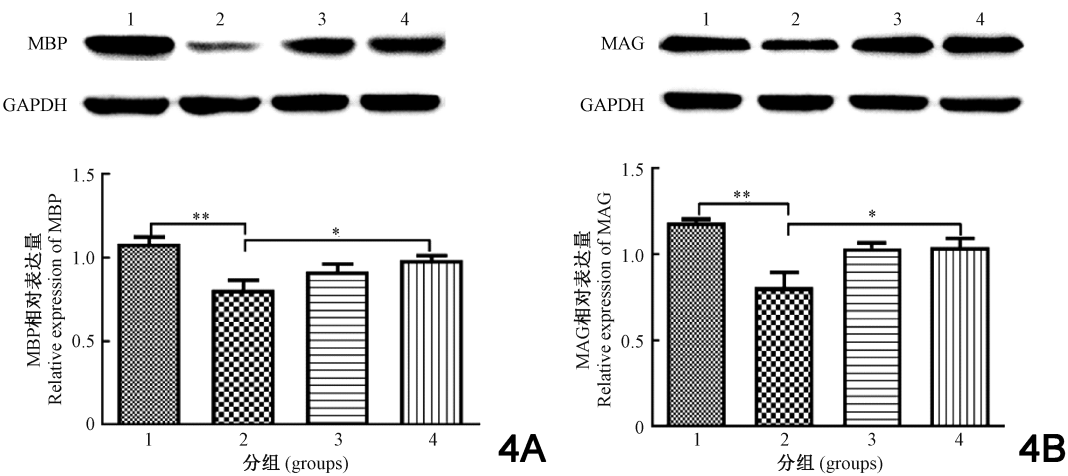 1 2 3 4
MBP
GAPDH
1.5
1.0
0.5
0
** *
MBP相对表达量
Relative expression of MBP
1 2 3 4
分组 (groups)
4A
1 2 3 4
MAG
GAPDH
1.5
1.0
0.5
0
** *
MAG相对表达量
Relative expression of MAG
1 2 3 4
分组 (groups)
4B